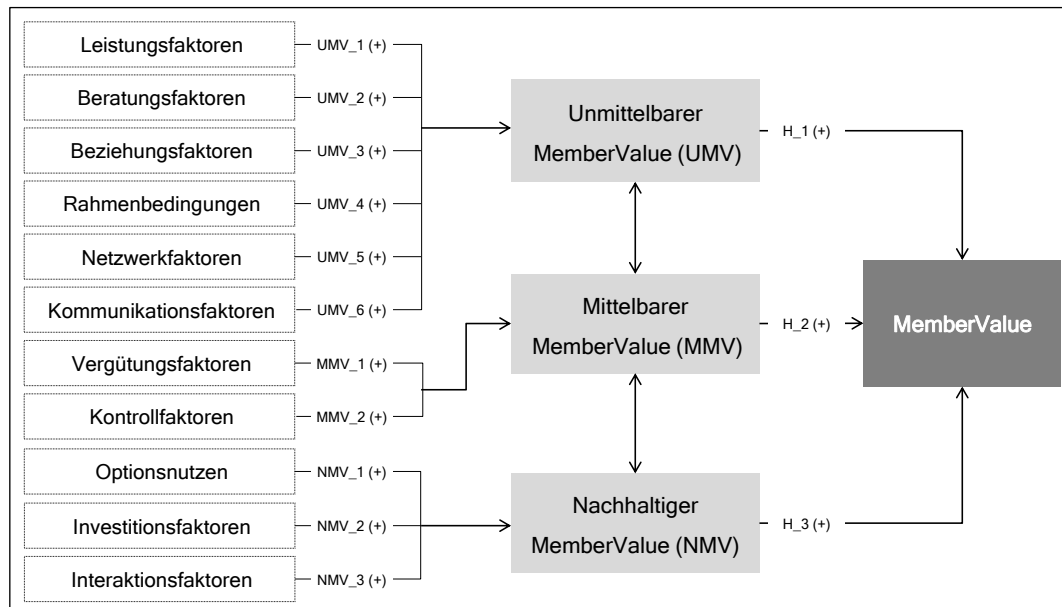 Leistungsfaktoren
UMV_1 (+)
Beratungsfaktoren
UMV_2 (+)
Beziehungsfaktoren
UMV_3 (+)
Rahmenbedingungen
UMV_4 (+)
Netzwerkfaktoren
UMV_5 (+)
Kommunikationsfaktoren
UMV_6 (+)
Vergütungsfaktoren
MMV_1 (+)
Kontrollfaktoren
MMV_2 (+)
Optionsnutzen
NMV_1 (+)
Investitionsfaktoren
NMV_2 (+)
Interaktionsfaktoren
NMV_3 (+)
Unmittelbarer
MemberValue (UMV)
H_1 (+)
Mittelbarer
MemberValue (MMV)
H_2 (+)
Nachhaltiger
MemberValue (NMV)
H_3 (+)
MemberValue